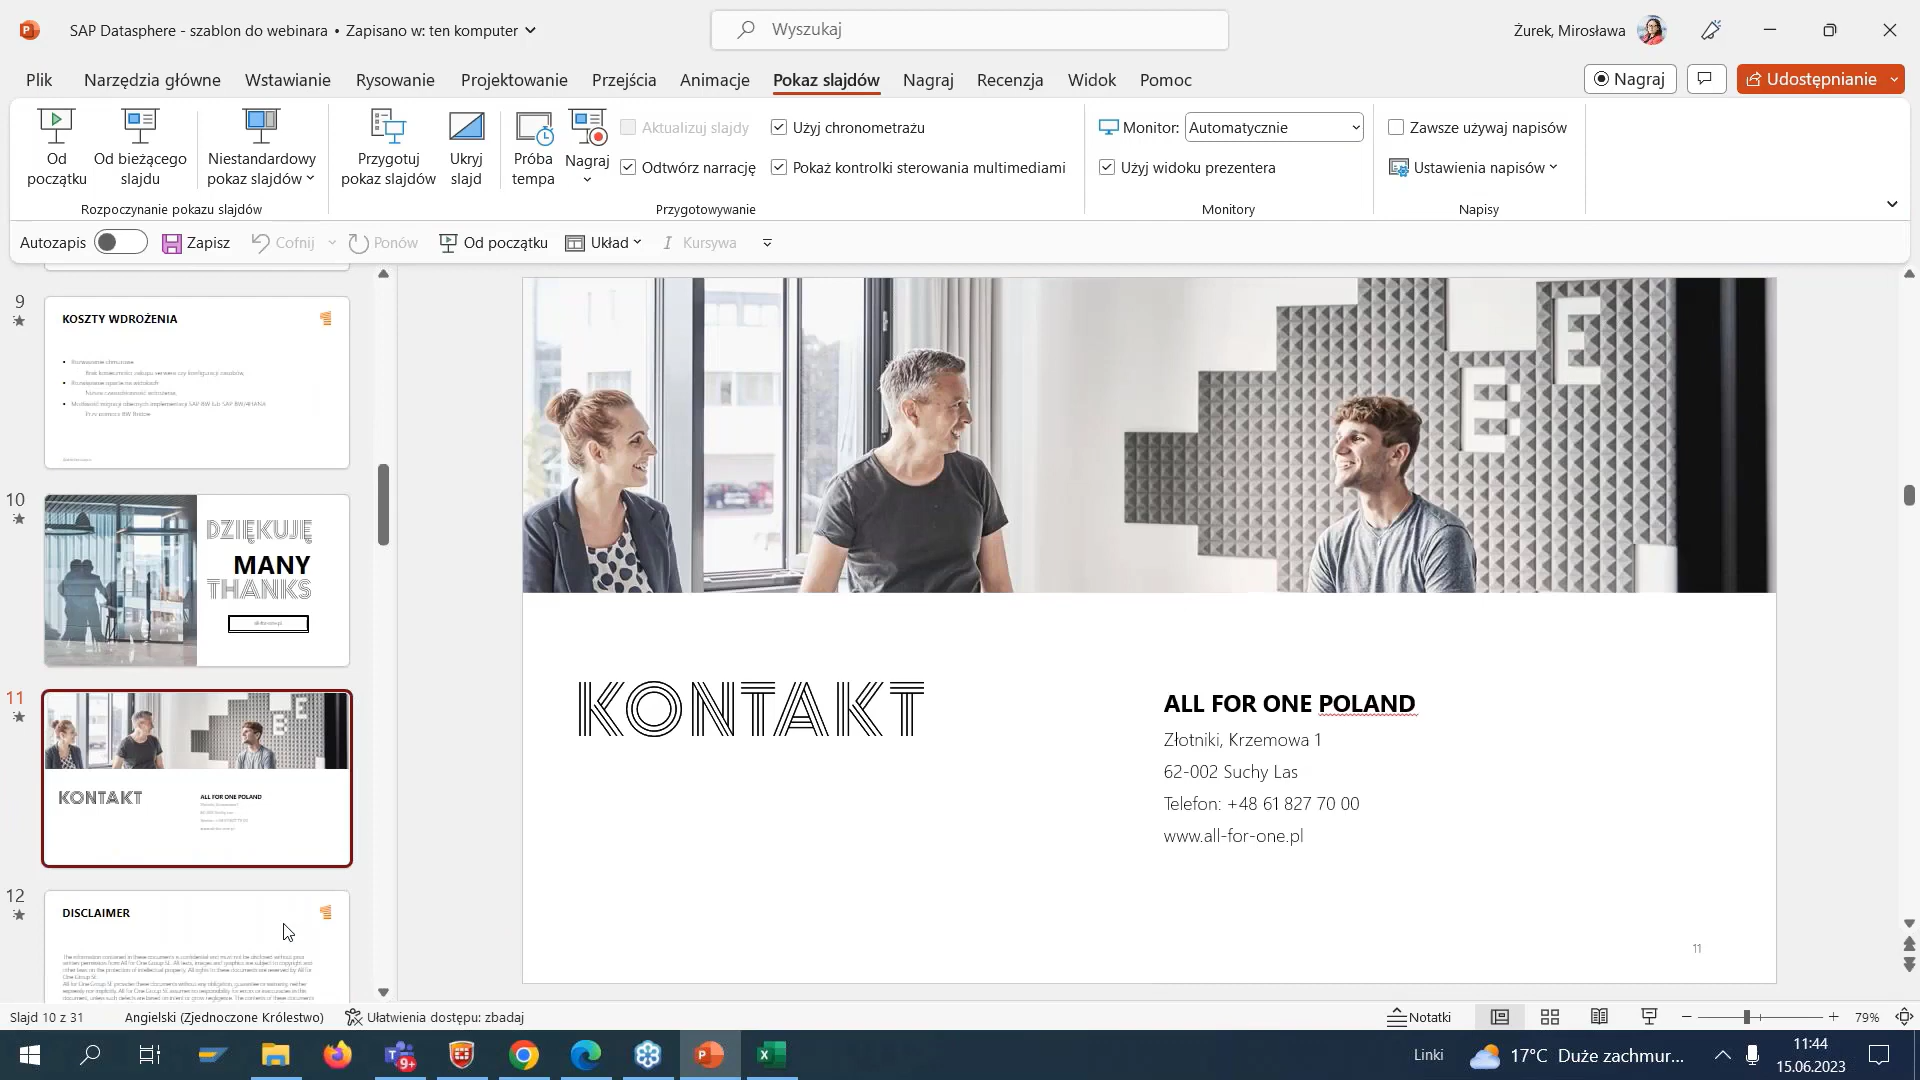 SAP Datasphere - szablon do webinara • Zapisano w: ten komputer
Wyszukaj
Żurek, Mirosława
Plik Narzędzia główne Wstawianie Rysowanie Projektowanie Przejścia Animacje Pokaz slajdów Nagraj Recenzja Widok Pomoc
Nagraj Udostępnianie
Od początku
Od bieżącego slajdu
Niestandardowy pokaz slajdów
Rozpoczynanie pokazu slajdów
Przygotuj pokaz slajdów
Ukryj slajd
Próba tempa
Nagraj
Aktualizuj slajdy
Użyj chronometrażu
Odtwórz narrację
Pokaż kontrolki sterowania multimediami
Przygotowywanie
Monitor: Automatycznie
Użyj widoku prezentera
Monitory
Zawsze używaj napisów
Ustawienia napisów
Napisy
Autozapis Zapisz Cofnij Ponów Od początku Układ I Kursywa
9
KOSZTY WDROŻENIA
10
DZIĘKUJĘ
MANY
THANKS
11
KONTAKT
ALL FOR ONE POLAND
12
DISCLAIMER
E
E
KONTAKT
ALL FOR ONE POLAND
Złotniki, Krzemowa 1
62-002 Suchy Las
Telefon: +48 61 827 70 00
www.all-for-one.pl
11
Slajd 10 z 31 Angielski (Zjednoczone Królestwo) Ułatwienia dostępu: zbadaj
Notatki 79%
9+
Linki
17°C Duże zachmur...
11:44
15.06.2023